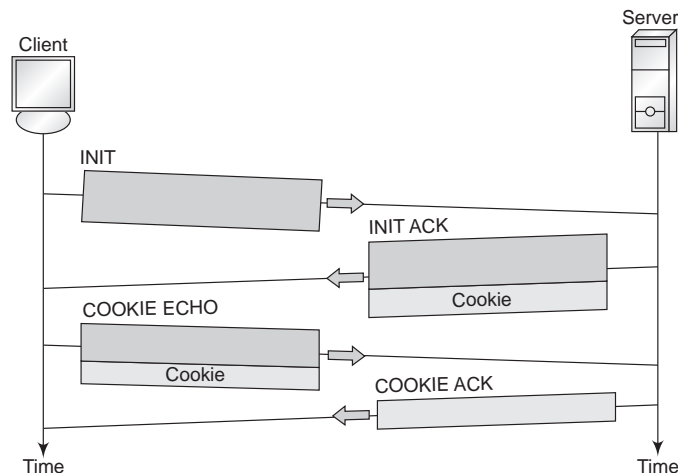 Server
Client
INIT
INIT ACK
Cookie
COOKIE ECHO
Cookie
COOKIE ACK
Time
Time